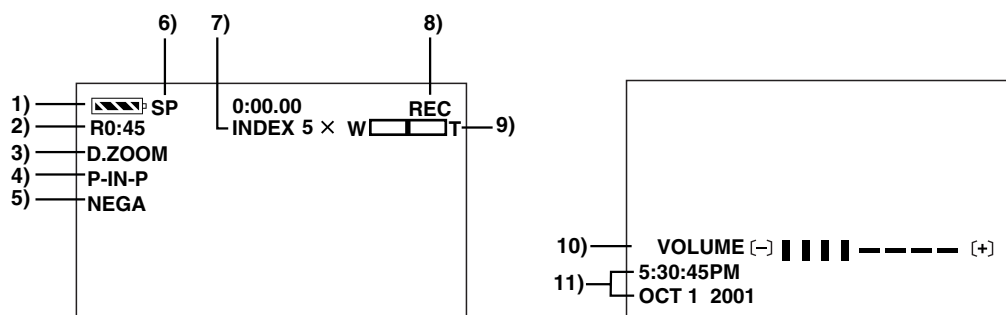 6) 7) 8)
1) SP 0:00.00 REC
2) R0:45 INDEX 5 × W T 9)
3) D.ZOOM
4) P-IN-P
5) NEGA
10) VOLUME [−] [+]
11) 5:30:45PM
OCT 1 2001